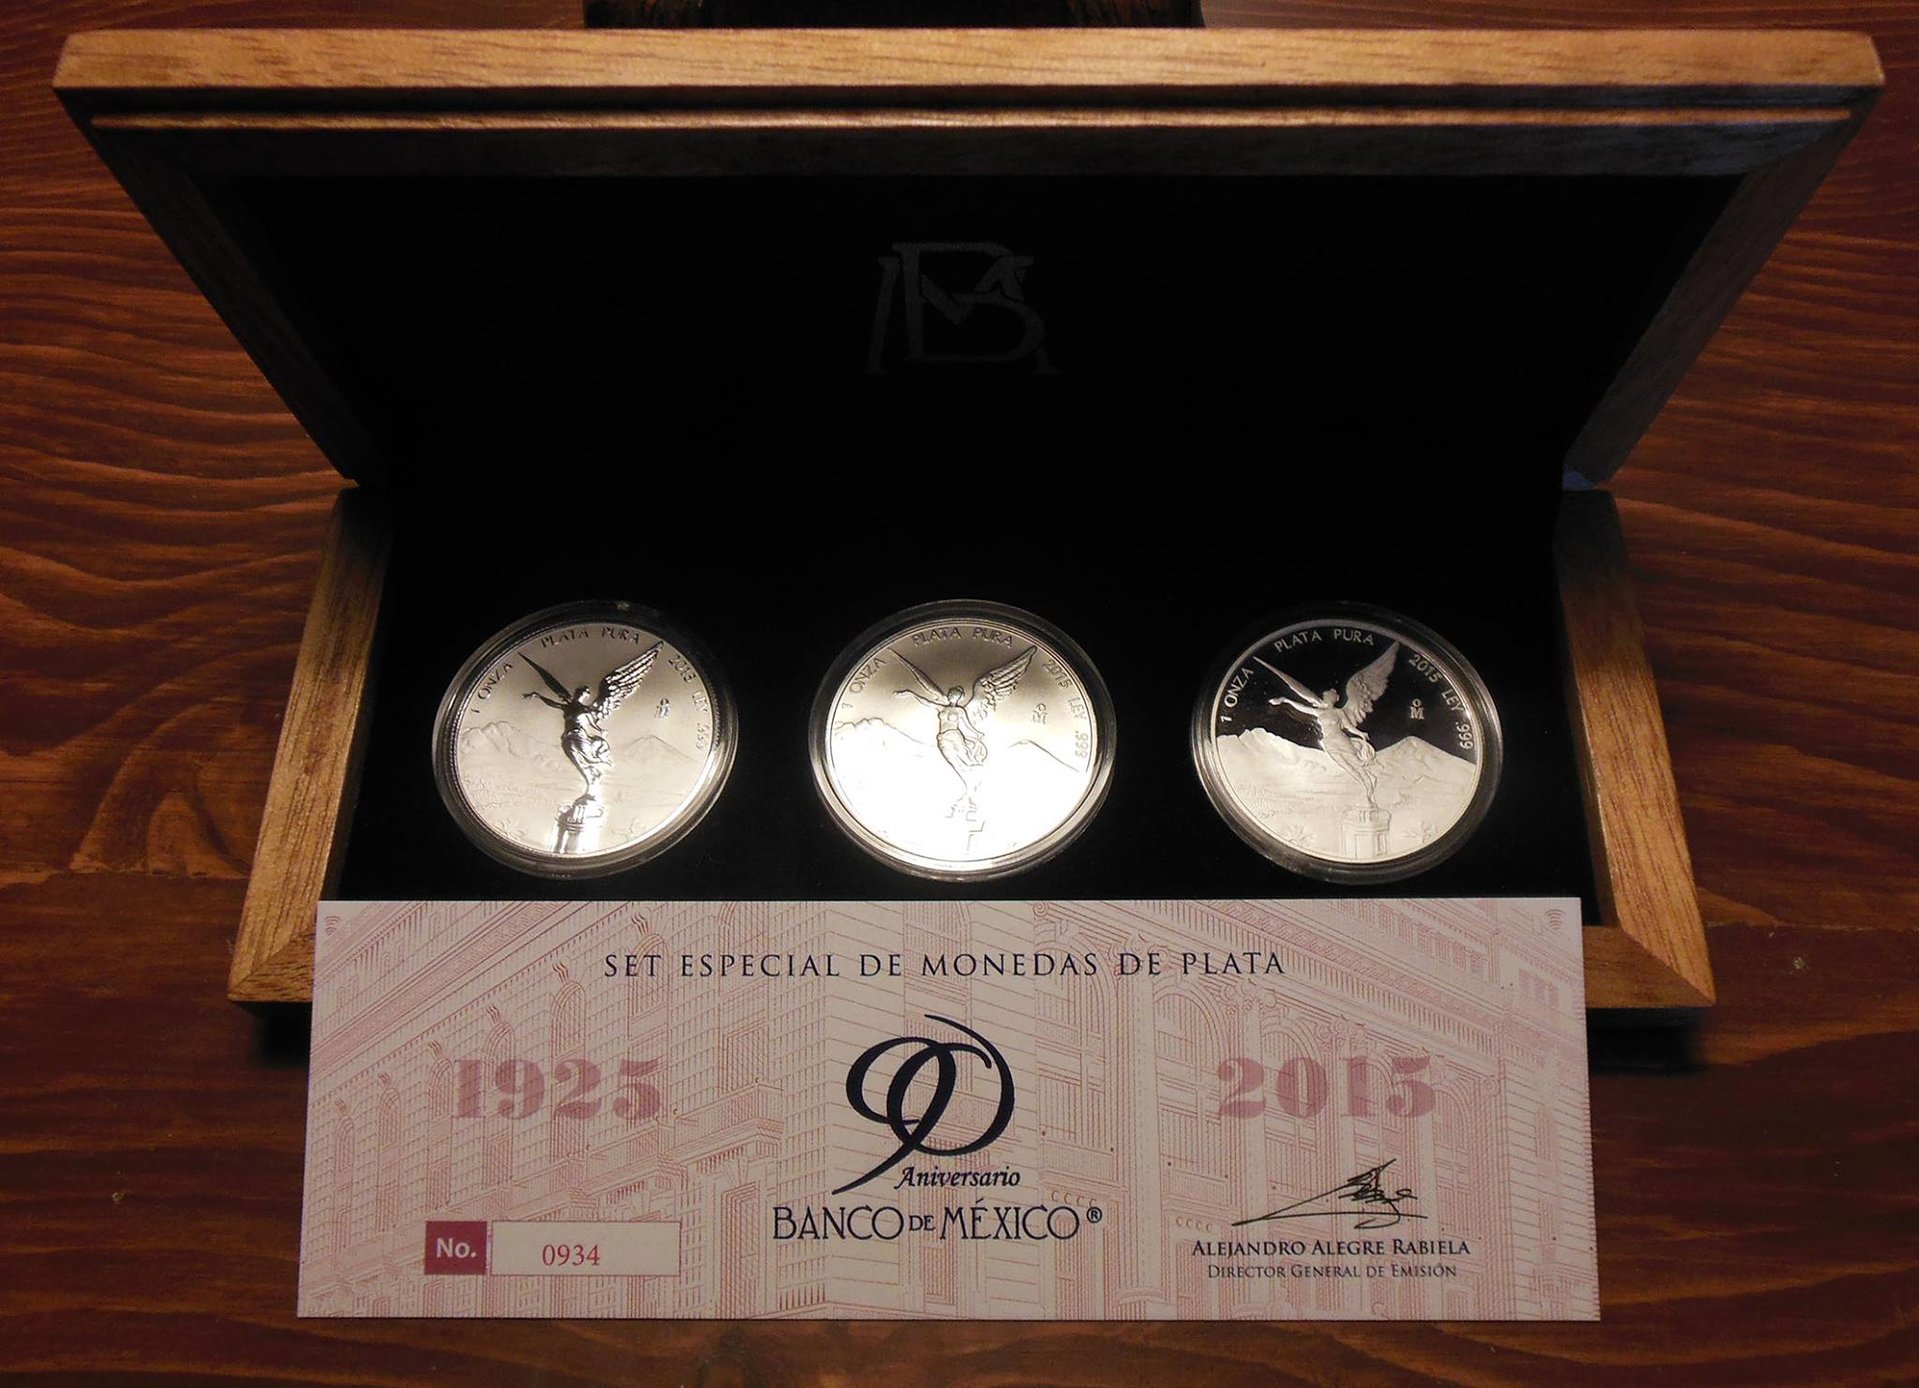 1 ONZA PLATA PURA 2015 LEY .999
M
1 ONZA PLATA PURA 2015 LEY .999
M
1 ONZA PLATA PURA 2015 LEY .999
M
SET ESPECIAL DE MONEDAS DE PLATA
1925
2015
90
Aniversario
BANCO DE MÉXICO®
No. 0934
ALEJANDRO ALEGRE RABIELA
DIRECTOR GENERAL DE EMISIÓN